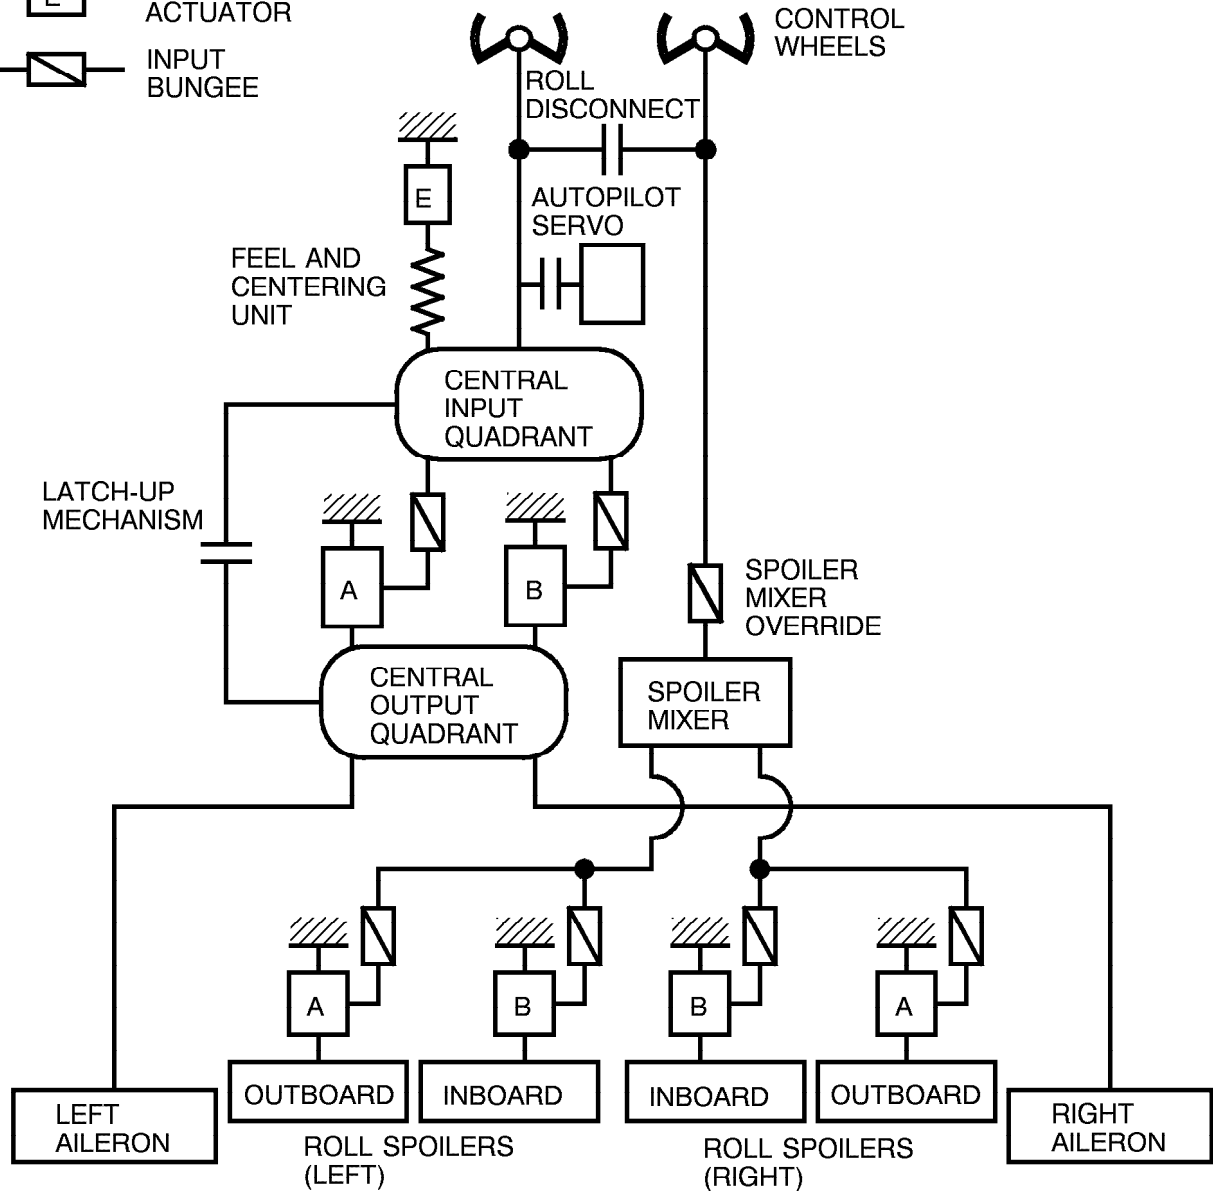 E
ACTUATOR
INPUT
BUNGEE
CONTROL
WHEELS
ROLL
DISCONNECT
E
AUTOPILOT
SERVO
FEEL AND
CENTERING
UNIT
CENTRAL
INPUT
QUADRANT
LATCH-UP
MECHANISM
A
B
SPOILER
MIXER
OVERRIDE
CENTRAL
OUTPUT
QUADRANT
SPOILER
MIXER
A
B
B
A
OUTBOARD
INBOARD
INBOARD
OUTBOARD
LEFT
AILERON
RIGHT
AILERON
ROLL SPOILERS
(LEFT)
ROLL SPOILERS
(RIGHT)